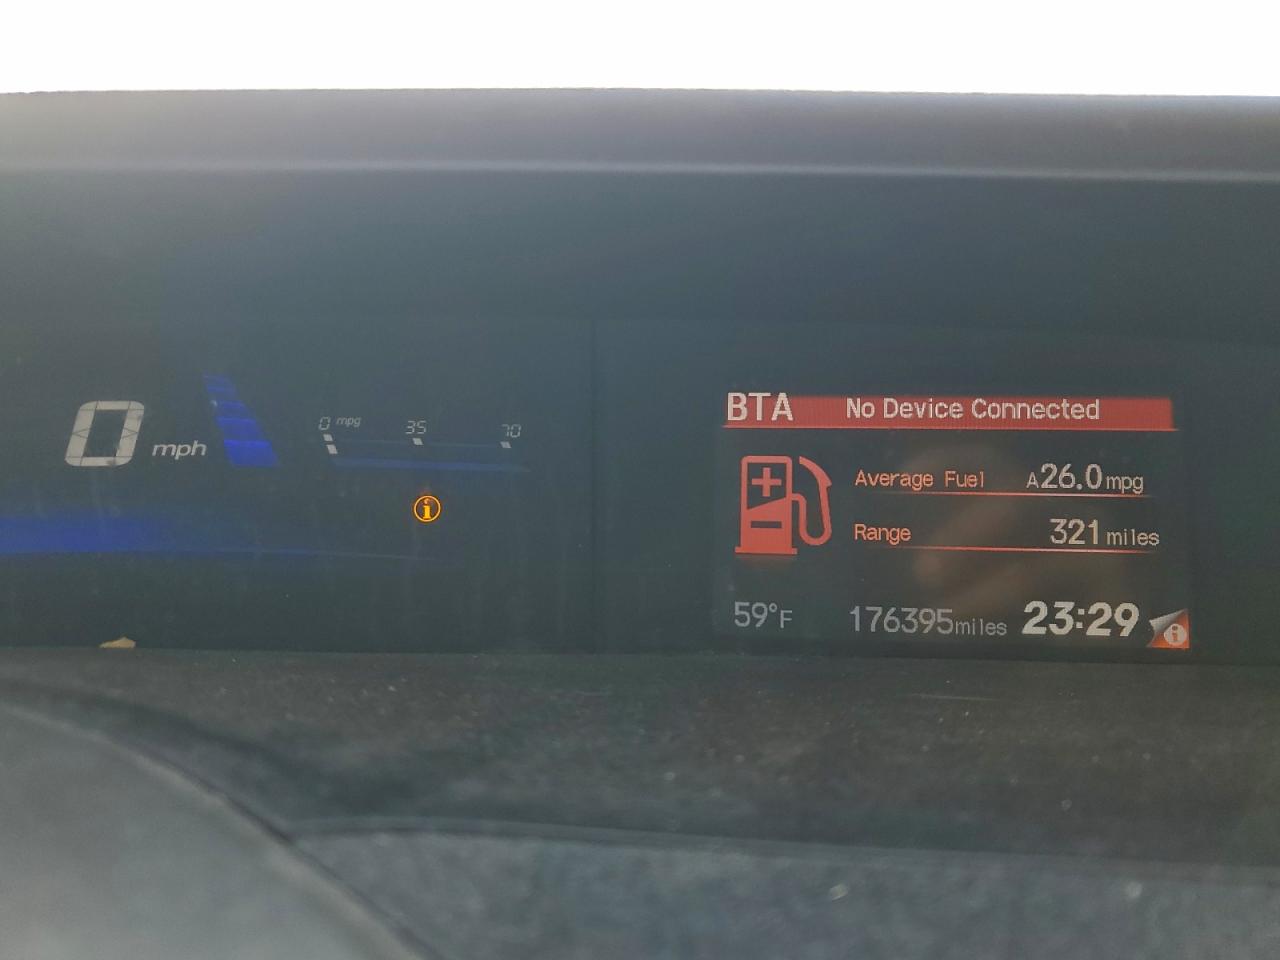 0 mph
0 mpg 35 70
BTA No Device Connected
Average Fuel A26.0mpg
Range 321 miles
59°F 176395miles 23:29